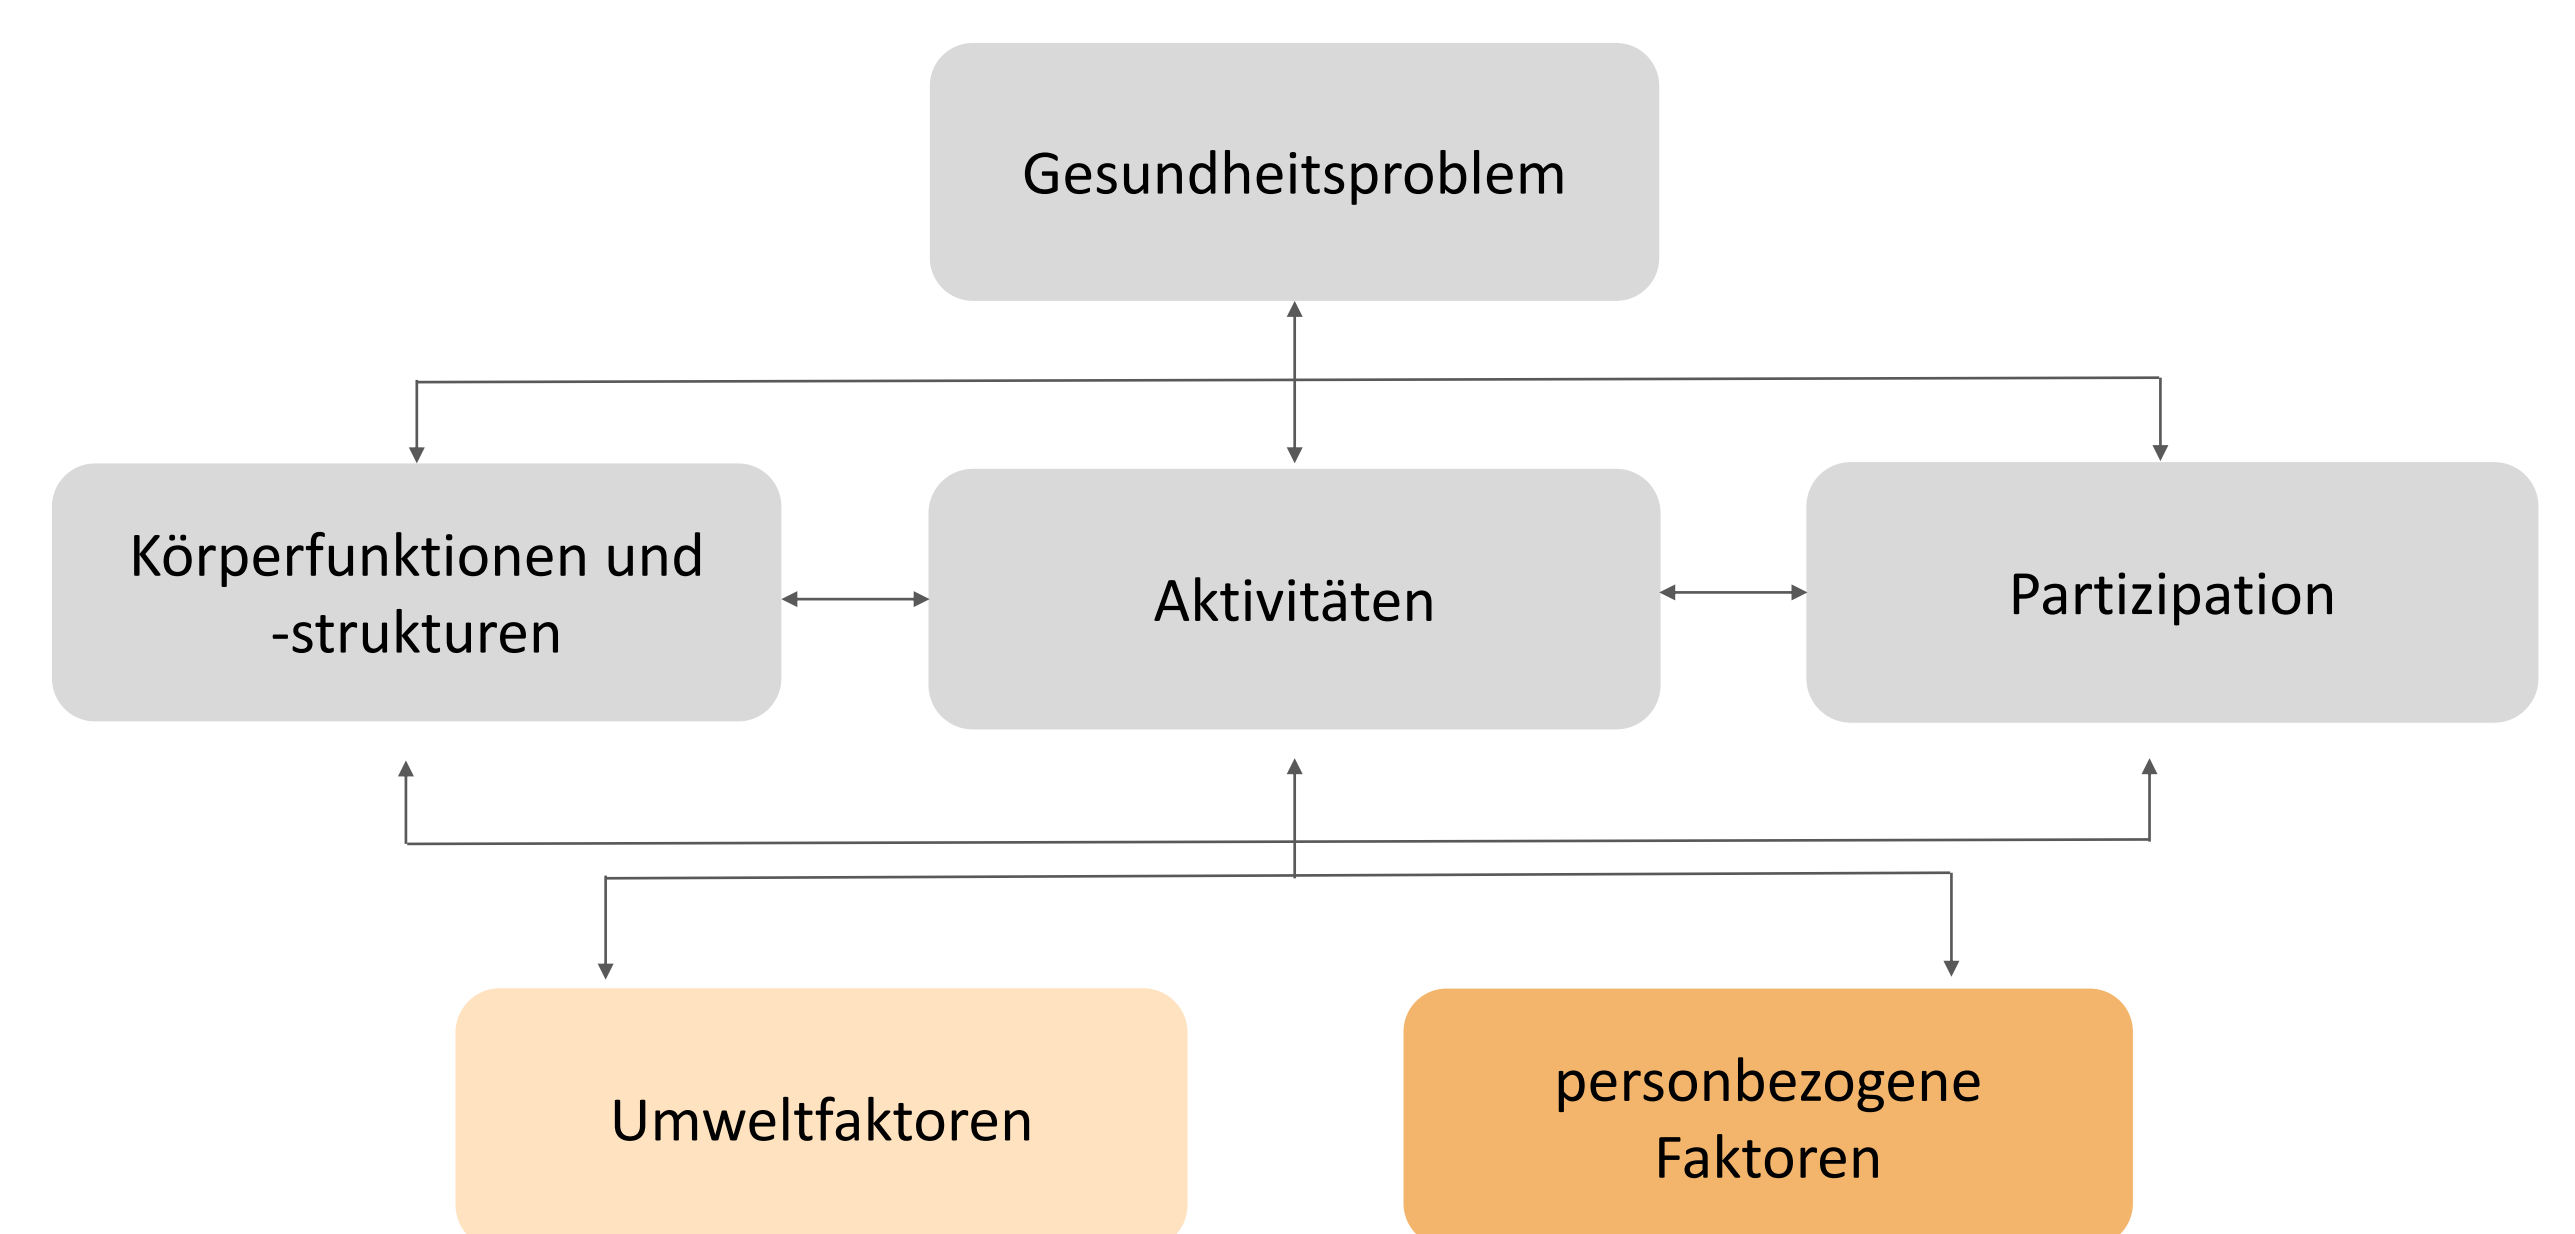 Gesundheitsproblem
Körperfunktionen und
-strukturen
Aktivitäten
Partizipation
Umweltfaktoren
personbezogene
Faktoren